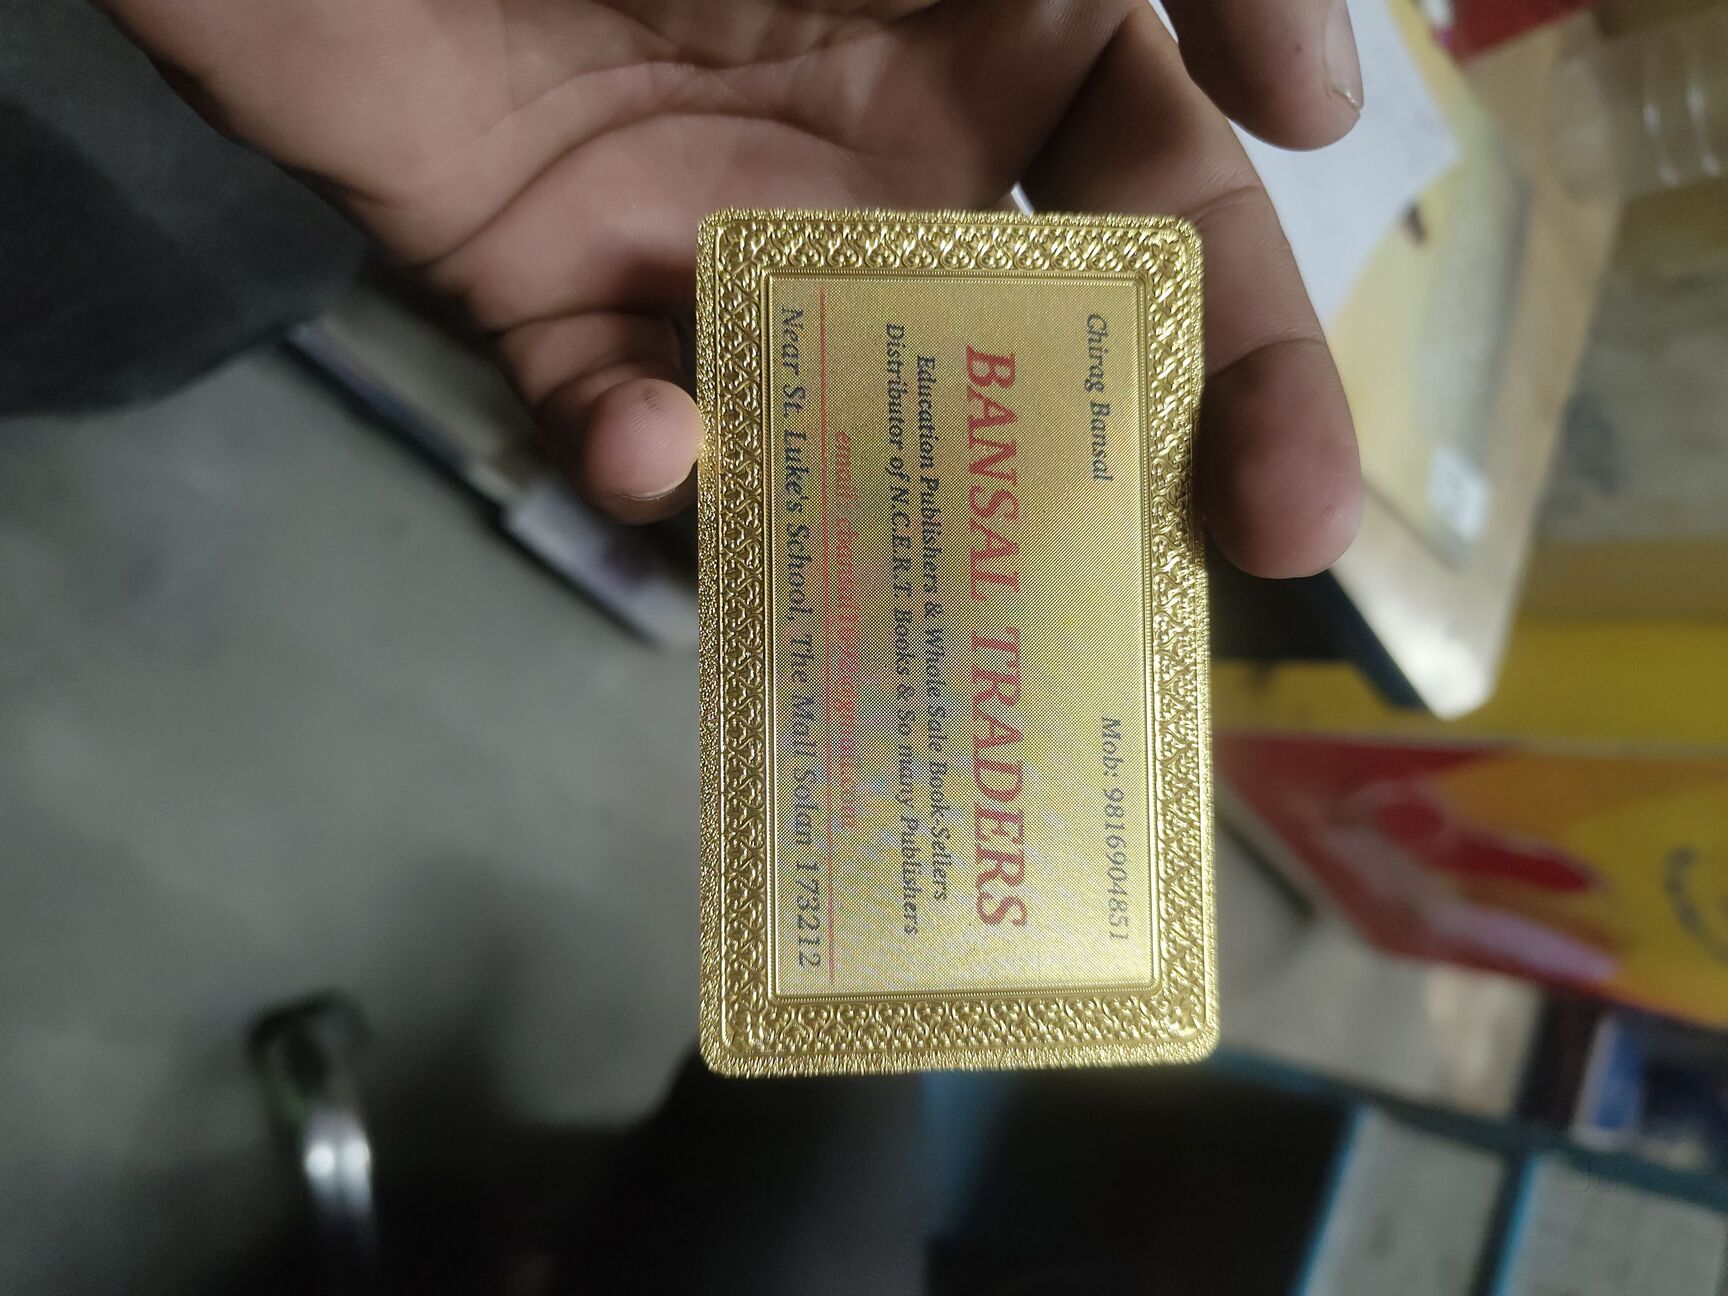 Chirag Bansal Mob: 9816904851
BANSAL TRADERS
Education Publishers & Whole Sale Book Sellers
Distributor of N.C.E.R.T. Books & So many Publishers
email:
Near St. Luke's School, The Mall Solan 173212